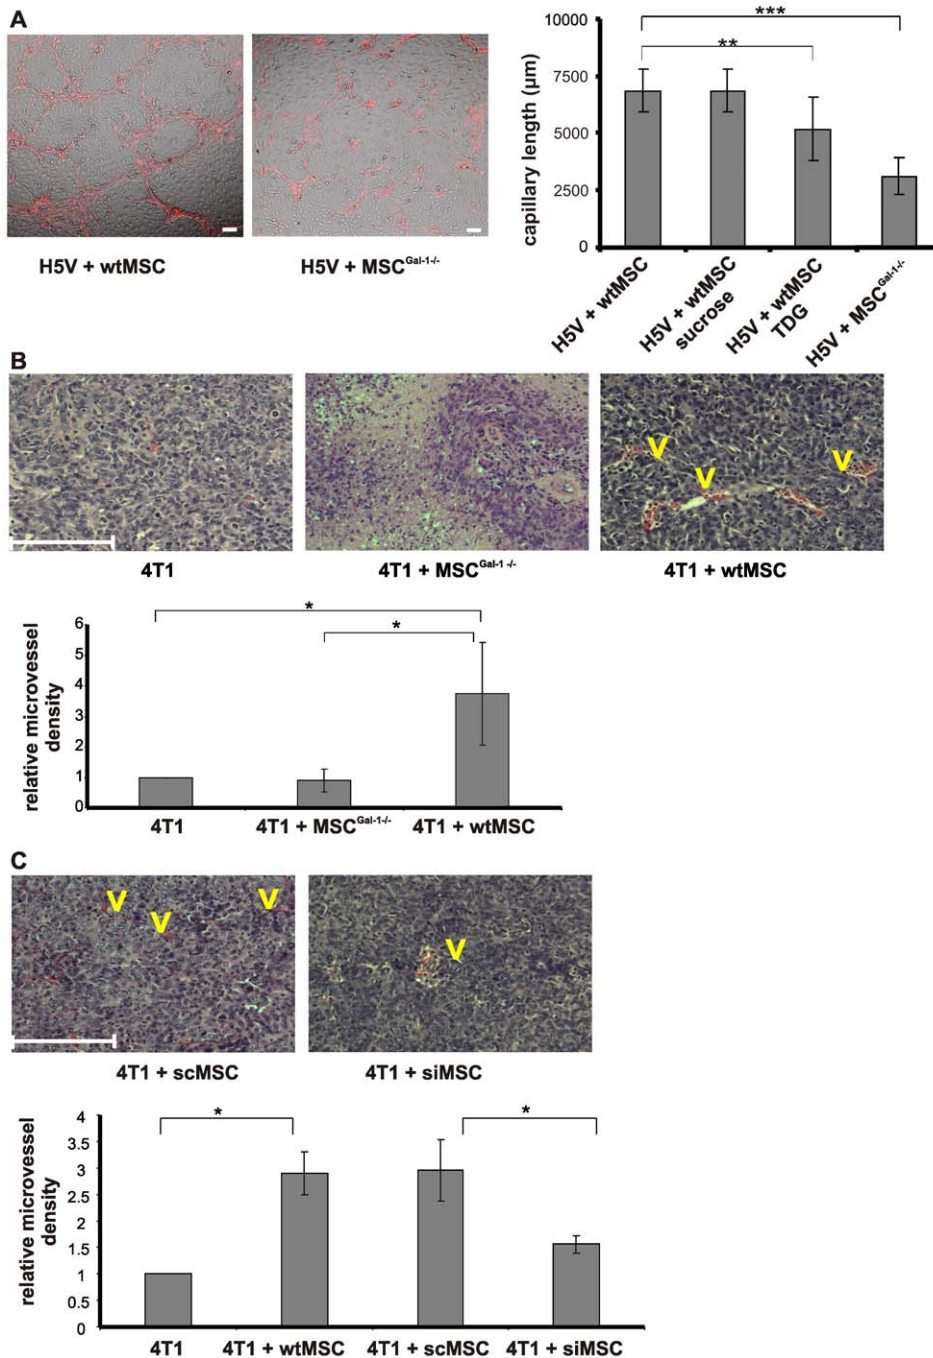 A
H5V + wtMSC
H5V + MSC^Gal-1-/-
capillary length (µm)
10000
7500
5000
2500
0
***
**
H5V + wtMSC
H5V + wtMSC
sucrose
H5V + wtMSC
TDG
H5V + MSC^Gal-1-/-
B
V
V
V
4T1
4T1 + MSC^Gal-1 -/-
4T1 + wtMSC
relative microvessel
density
6
5
4
3
2
1
0
*
*
4T1
4T1 + MSC^Gal-1-/-
4T1 + wtMSC
C
V
V
V
V
4T1 + scMSC
4T1 + siMSC
relative microvessel
density
4
3.5
3
2.5
2
1.5
1
0.5
0
*
*
4T1
4T1 + wtMSC
4T1 + scMSC
4T1 + siMSC